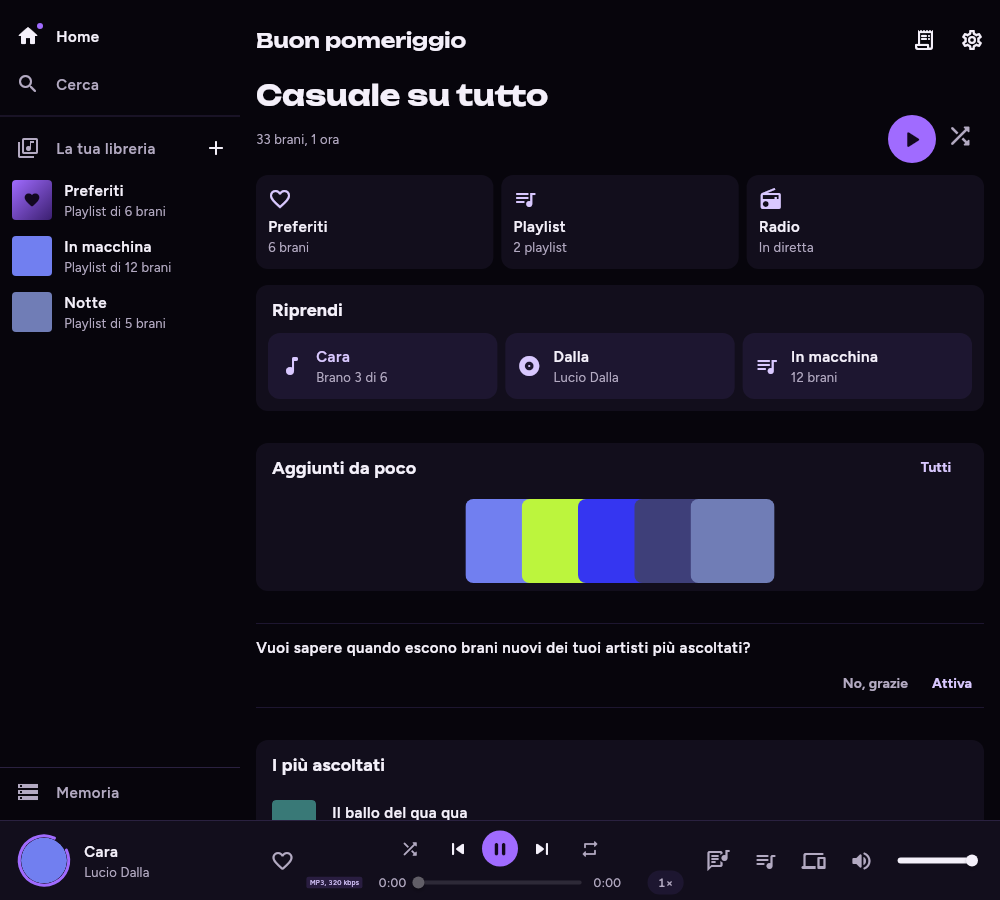 Home
Cerca
La tua libreria
Preferiti
Playlist di 6 brani
In macchina
Playlist di 12 brani
Notte
Playlist di 5 brani
Memoria
Buon pomeriggio
Casuale su tutto
33 brani, 1 ora
Preferiti
6 brani
Playlist
2 playlist
Radio
In diretta
Riprendi
Cara
Brano 3 di 6
Dalla
Lucio Dalla
In macchina
12 brani
Aggiunti da poco
Tutti
Vuoi sapere quando escono brani nuovi dei tuoi artisti più ascoltati?
No, grazie
Attiva
I più ascoltati
Il ballo del qua qua
Cara
Lucio Dalla
MP3, 320 kbps
0:00
0:00
1×